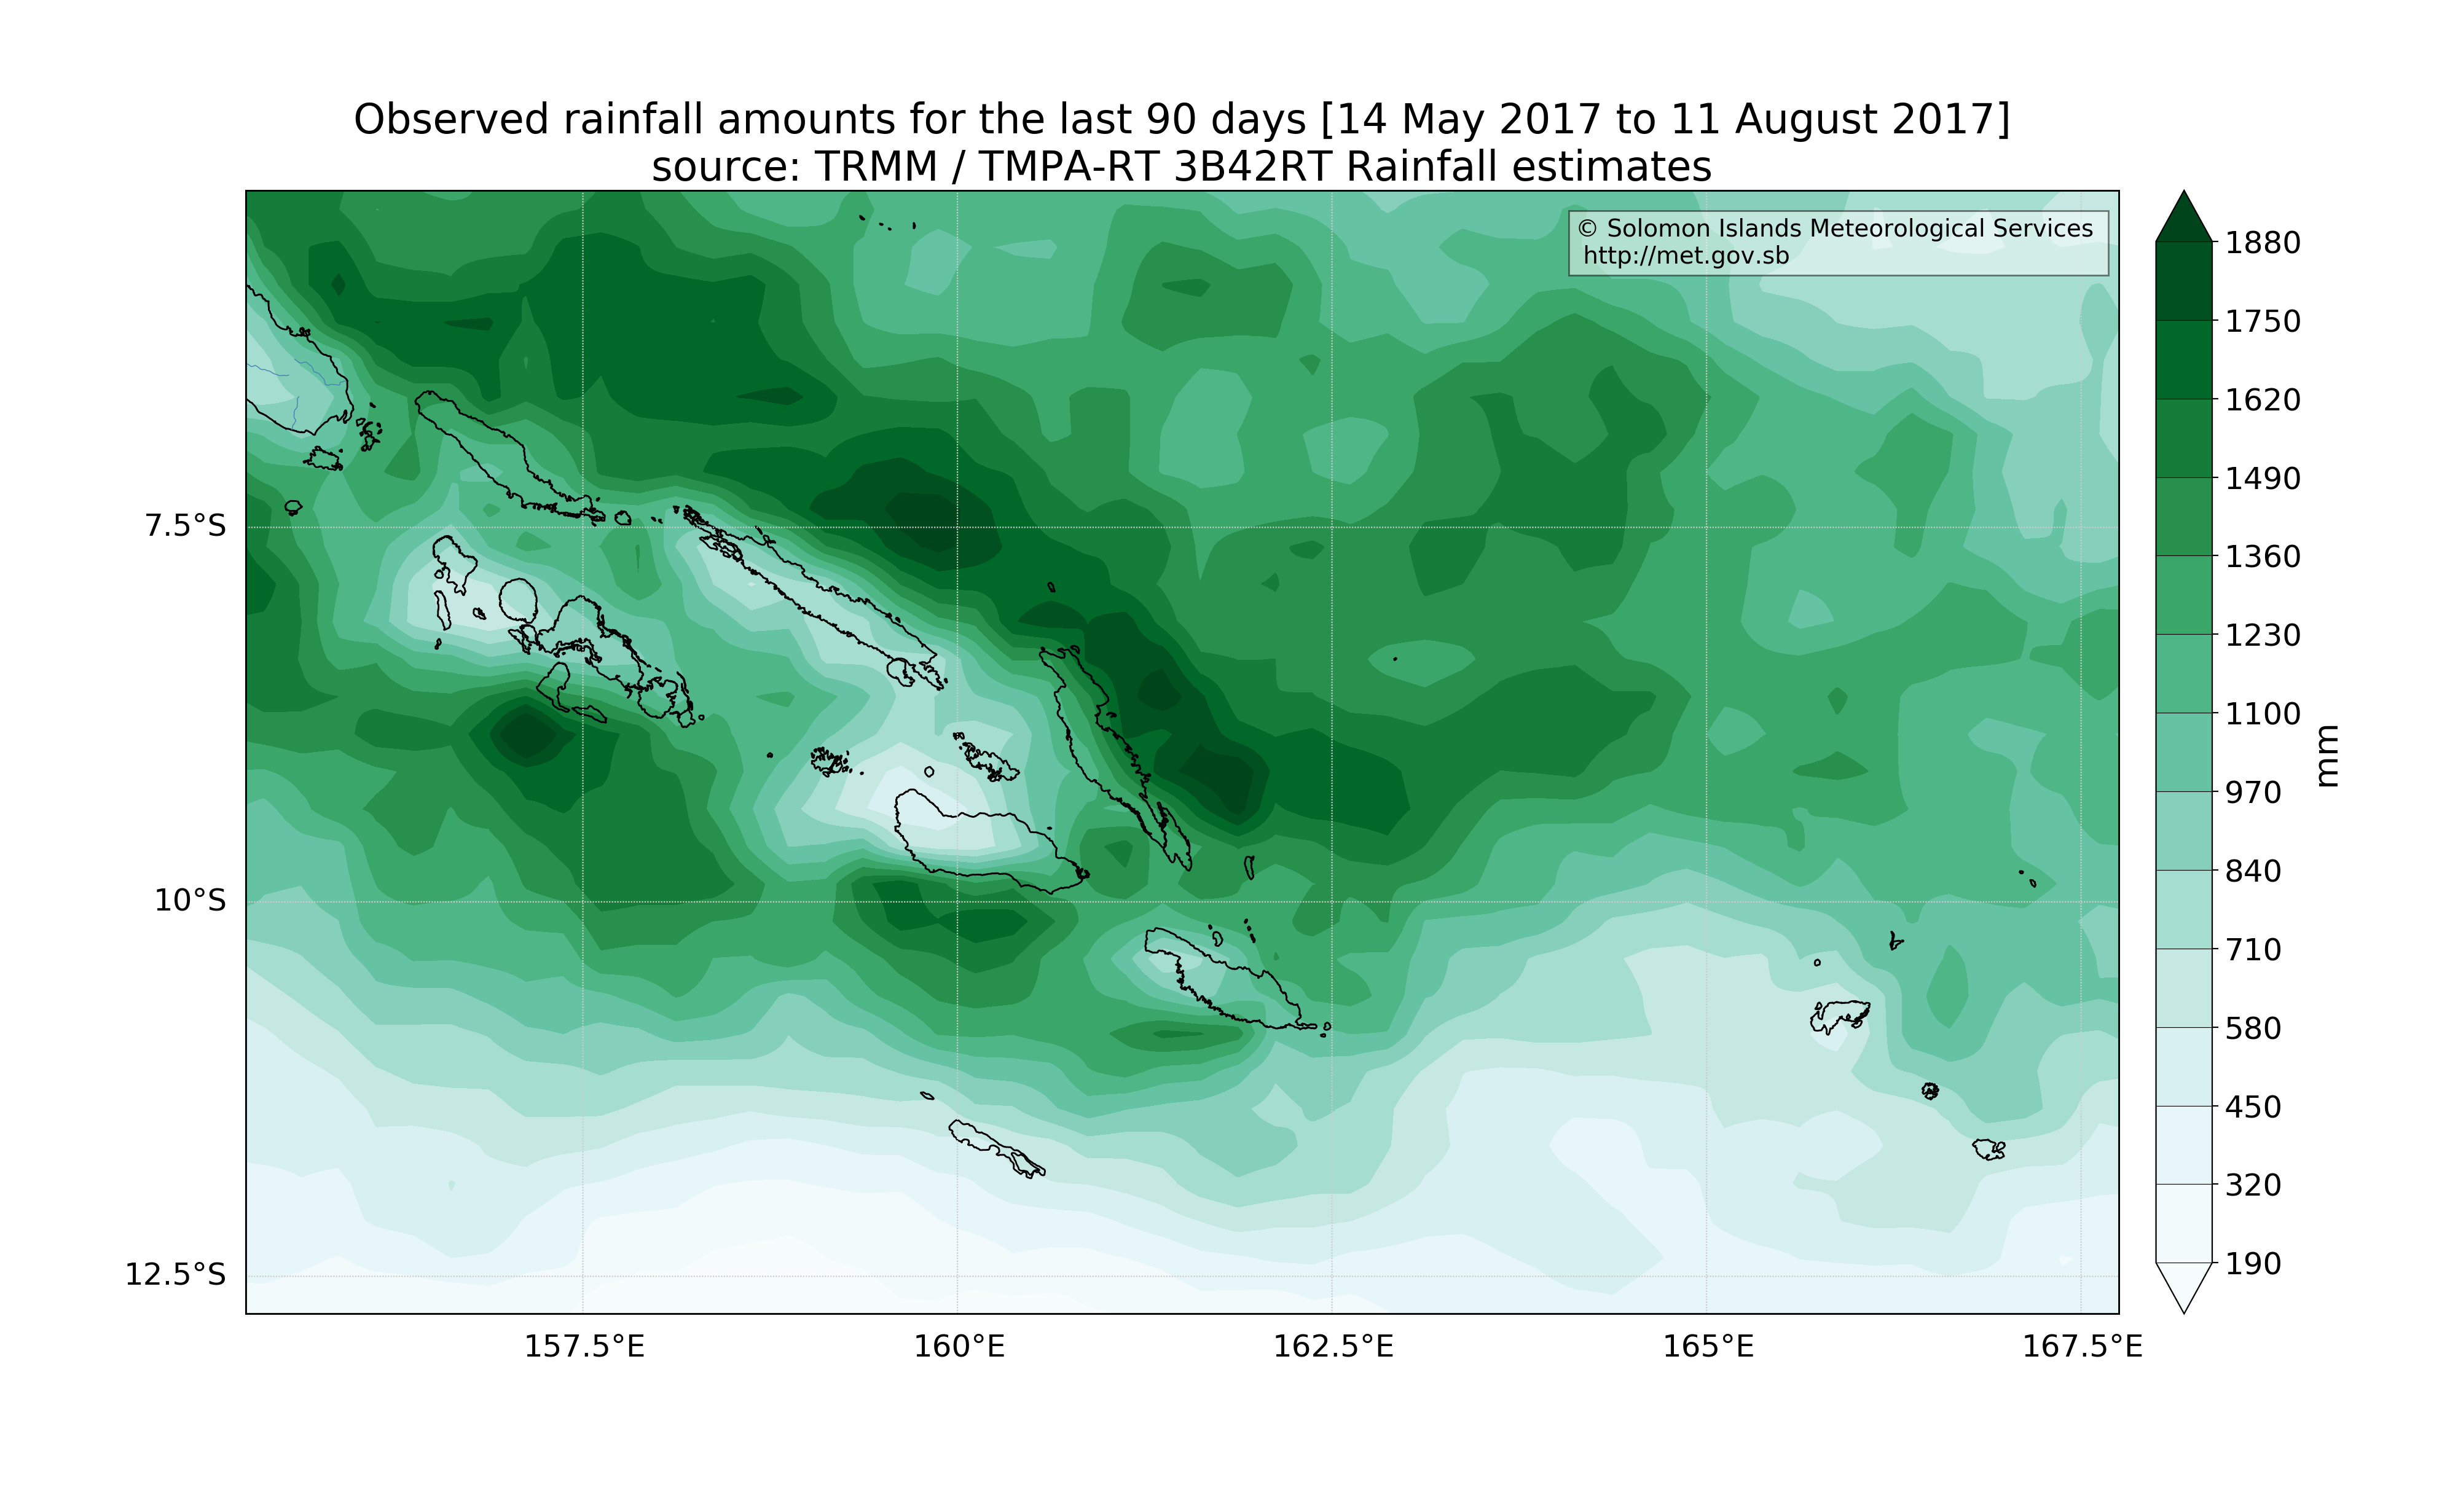 Observed rainfall amounts for the last 90 days [14 May 2017 to 11 August 2017]
source: TRMM / TMPA-RT 3B42RT Rainfall estimates
© Solomon Islands Meteorological Services
http://met.gov.sb
7.5°S
10°S
12.5°S
157.5°E
160°E
162.5°E
165°E
167.5°E
1880
1750
1620
1490
1360
1230
1100
970
840
710
580
450
320
190
mm